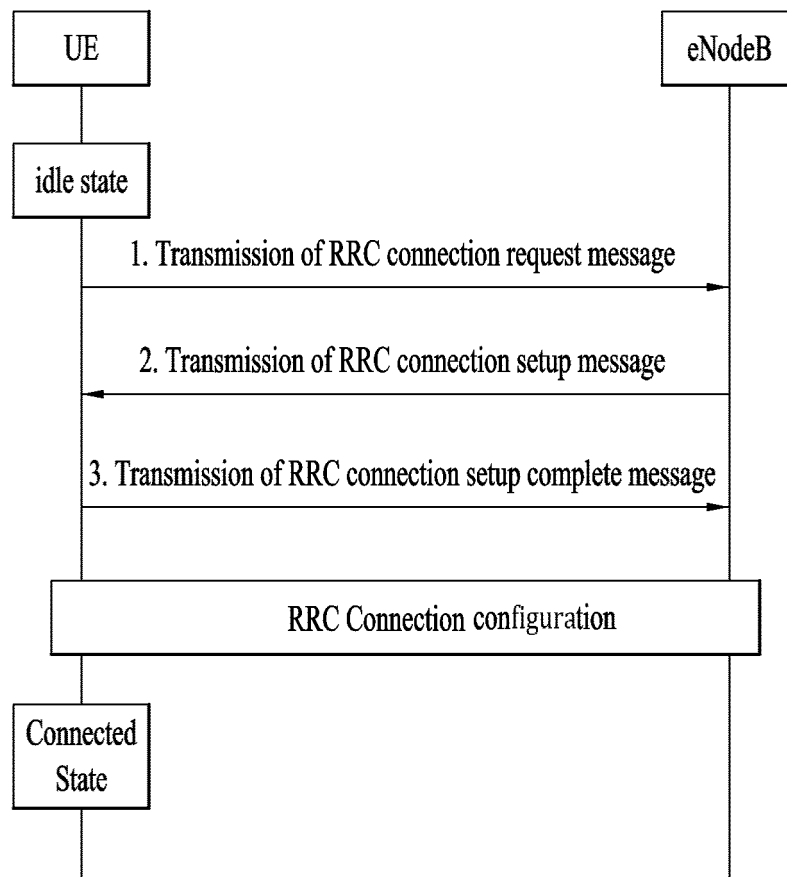 UE
eNodeB
idle state
1. Transmission of RRC connection request message
2. Transmission of RRC connection setup message
3. Transmission of RRC connection setup complete message
RRC Connection configuration
Connected
State